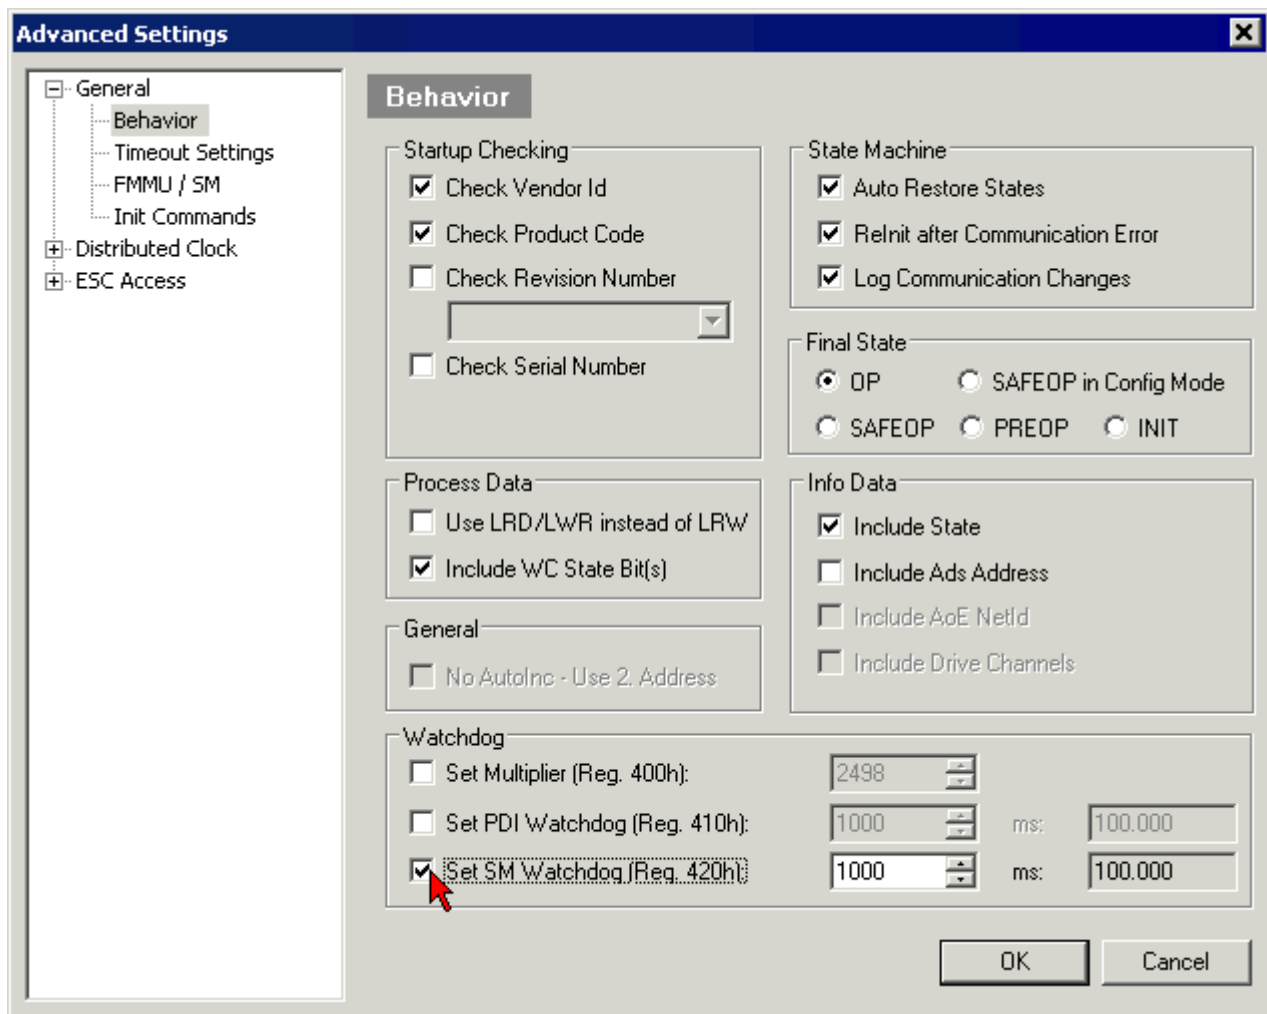 Advanced Settings
General
Behavior
Timeout Settings
FMMU / SM
Init Commands
Distributed Clock
ESC Access
Behavior
Startup Checking
Check Vendor Id
Check Product Code
Check Revision Number
Check Serial Number
State Machine
Auto Restore States
ReInit after Communication Error
Log Communication Changes
Final State
OP SAFEOP in Config Mode
SAFEOP PREOP INIT
Process Data
Use LRD/LWR instead of LRW
Include WC State Bit(s)
Info Data
Include State
Include Ads Address
Include AoE NetId
Include Drive Channels
General
No AutoInc - Use 2. Address
Watchdog
Set Multiplier (Reg. 400h): 2498
Set PDI Watchdog (Reg. 410h): 1000 ms: 100.000
Set SM Watchdog (Reg. 420h): 1000 ms: 100.000
OK Cancel